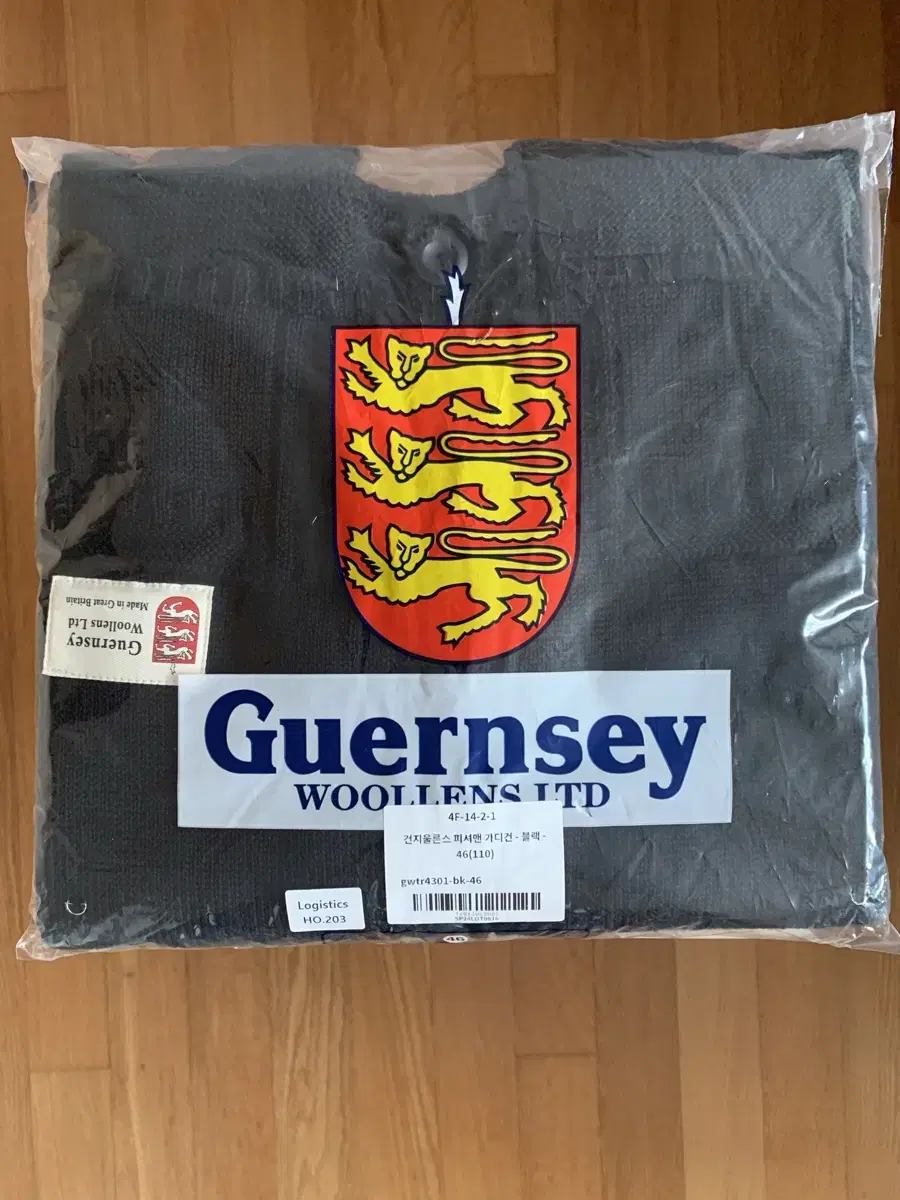 Guernsey
Woollens Ltd
Made in Great Britain
Guernsey
WOOLLENS LTD
4F-14-2-1
건지울른스 피셔맨 가디건 - 블랙 -
46(110)
gwtr4301-bk-46
Logistics
HO.203
46